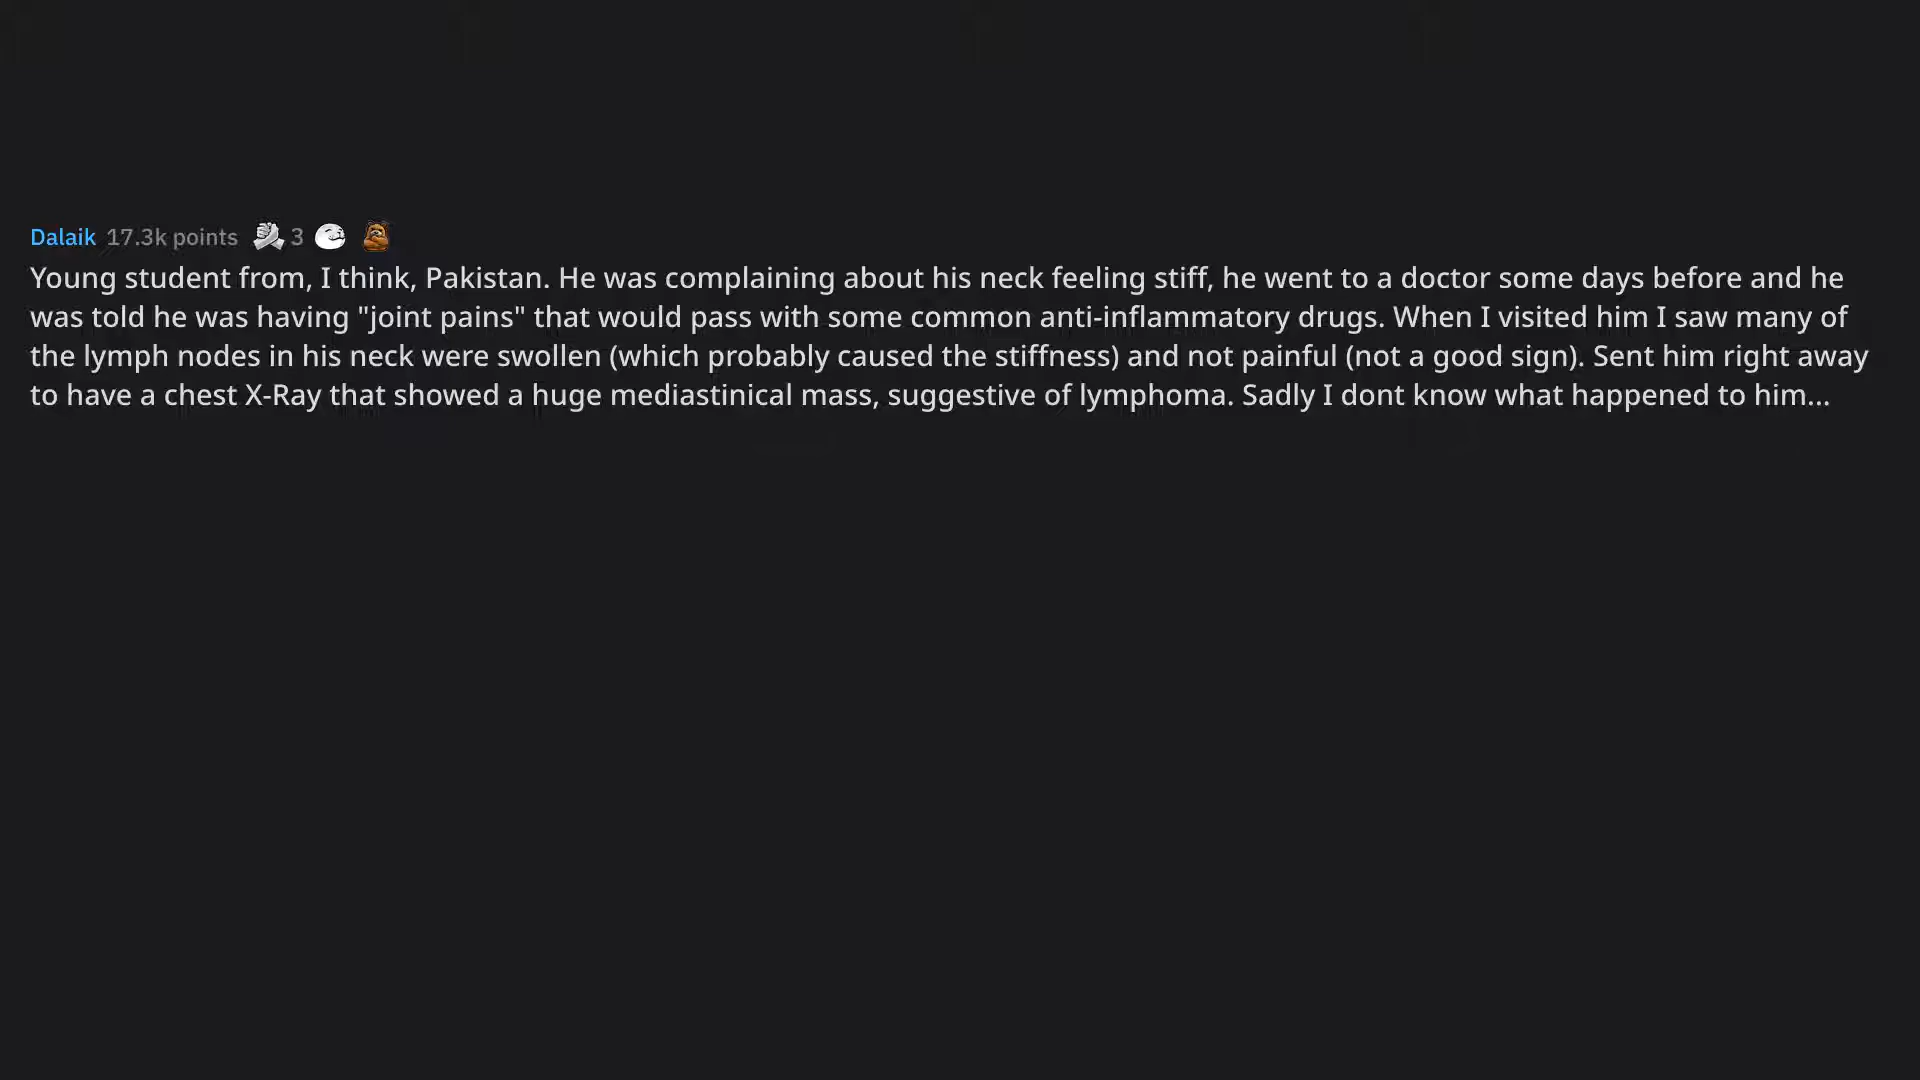 Dalaik 17.3k points 3
Young student from, I think, Pakistan. He was complaining about his neck feeling stiff, he went to a doctor some days before and he
was told he was having "joint pains" that would pass with some common anti-inflammatory drugs. When I visited him I saw many of
the lymph nodes in his neck were swollen (which probably caused the stiffness) and not painful (not a good sign). Sent him right away
to have a chest X-Ray that showed a huge mediastinical mass, suggestive of lymphoma. Sadly I dont know what happened to him...